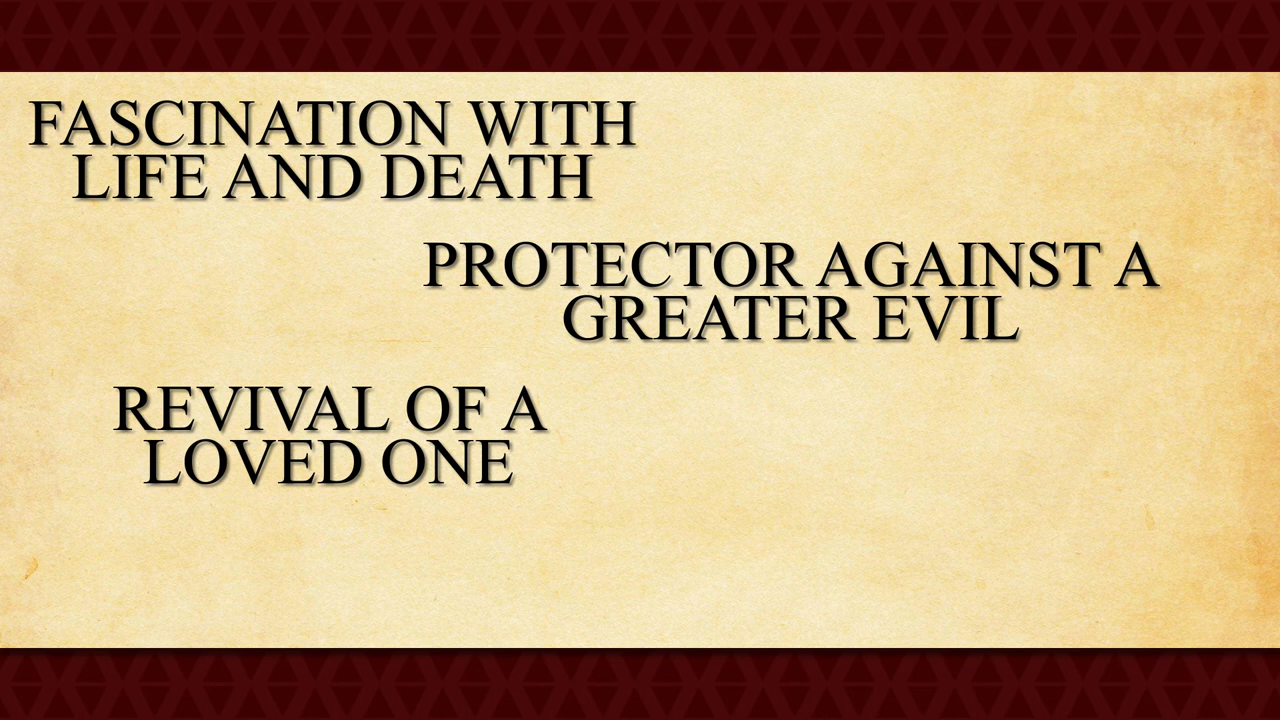 FASCINATION WITH
LIFE AND DEATH
PROTECTOR AGAINST A
GREATER EVIL
REVIVAL OF A
LOVED ONE